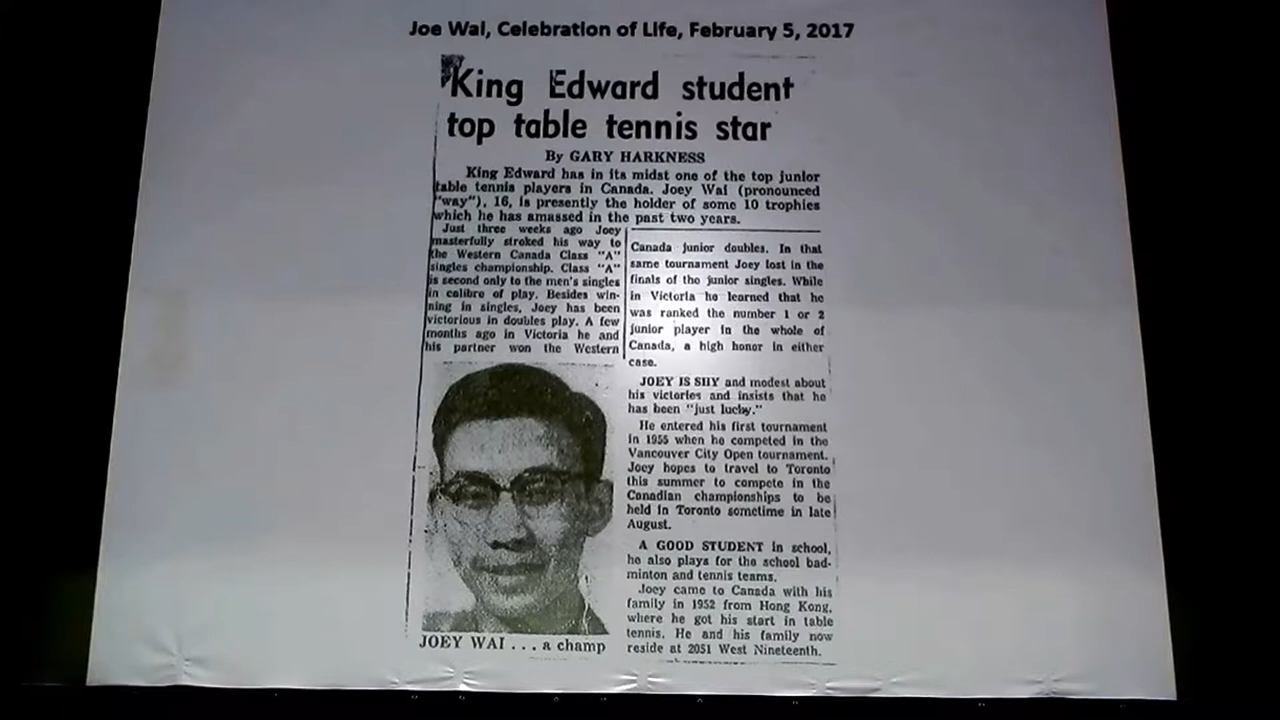 Joe Wai, Celebration of Life, February 5, 2017
King Edward student
top table tennis star
By GARY HARKNESS
King Edward has in its midst one of the top junior
table tennis players in Canada. Joey Wai (pronounced
"way"), 16, is presently the holder of some 10 trophies
which he has amassed in the past two years.
Just three weeks ago Joey
masterfully stroked his way to
the Western Canada Class "A"
singles championship. Class "A"
is second only to the men's singles
in calibre of play. Besides win-
ning in singles, Joey has been
victorious in doubles play. A few
months ago in Victoria he and
his partner won the Western
Canada junior doubles. In that
same tournament Joey lost in the
finals of the junior singles. While
in Victoria he learned that he
was ranked the number 1 or 2
junior player in the whole of
Canada, a high honor in either
case.
JOEY IS SHY and modest about
his victories and insists that he
has been "just lucky."
He entered his first tournament
in 1955 when he competed in the
Vancouver City Open tournament.
Joey hopes to travel to Toronto
this summer to compete in the
Canadian championships to be
held in Toronto sometime in late
August.
A GOOD STUDENT in school,
he also plays for the school bad-
minton and tennis teams.
Joey came to Canada with his
family in 1952 from Hong Kong,
where he got his start in table
tennis. He and his family now
reside at 2051 West Nineteenth.
JOEY WAI . . . a champ